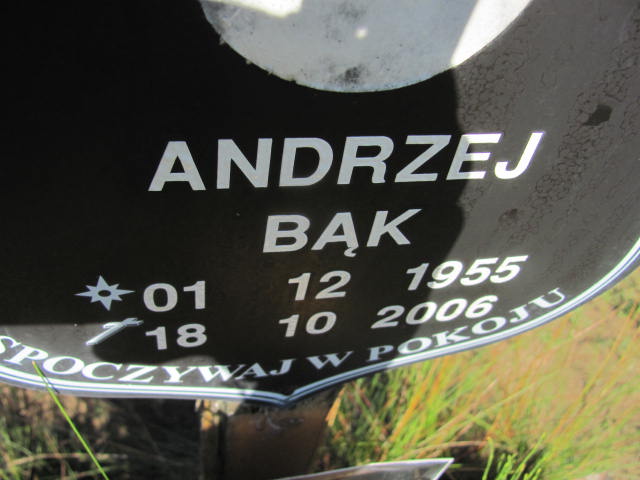 ANDRZEJ
BĄK
01 12 1955
18 10 2006
SPOCZYWAJ W POKOJU